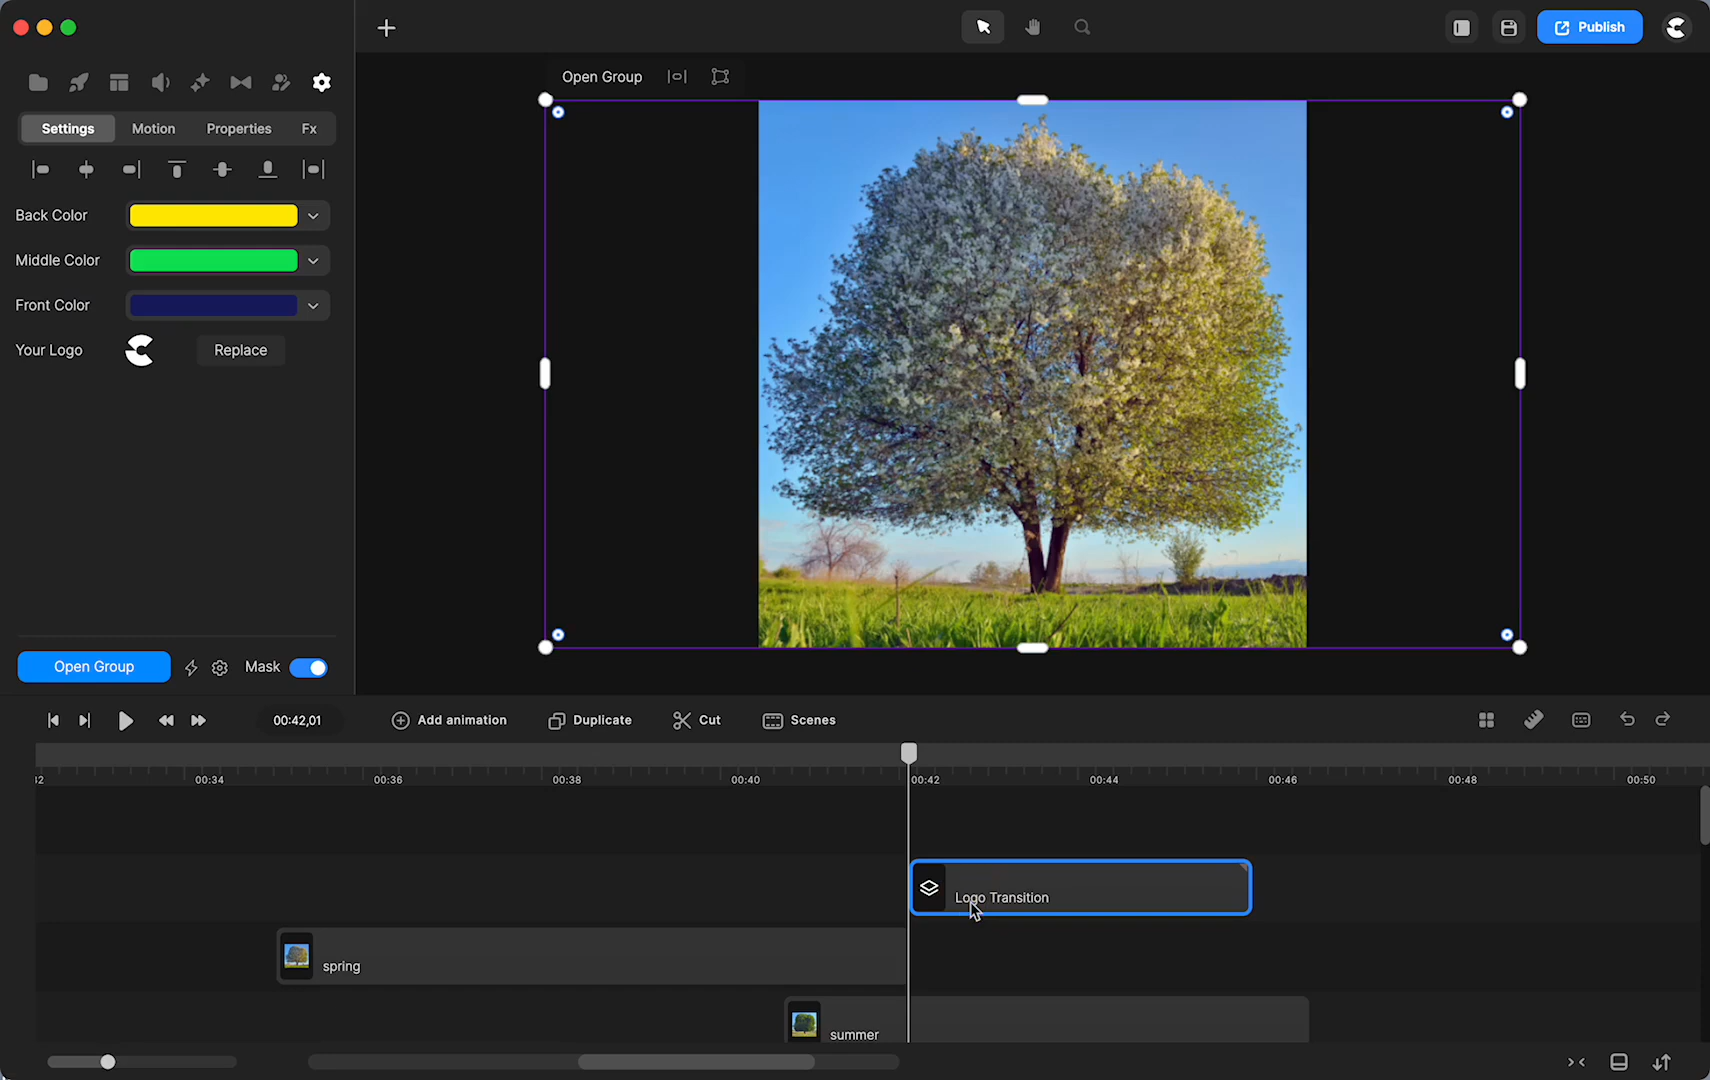 Publish
Open Group
Settings Motion Properties Fx
Back Color
Middle Color
Front Color
Your Logo Replace
Open Group Mask
00:42,01 Add animation Duplicate Cut Scenes
32 00:34 00:36 00:38 00:40 00:42 00:44 00:46 00:48 00:50
Logo Transition
spring
summer